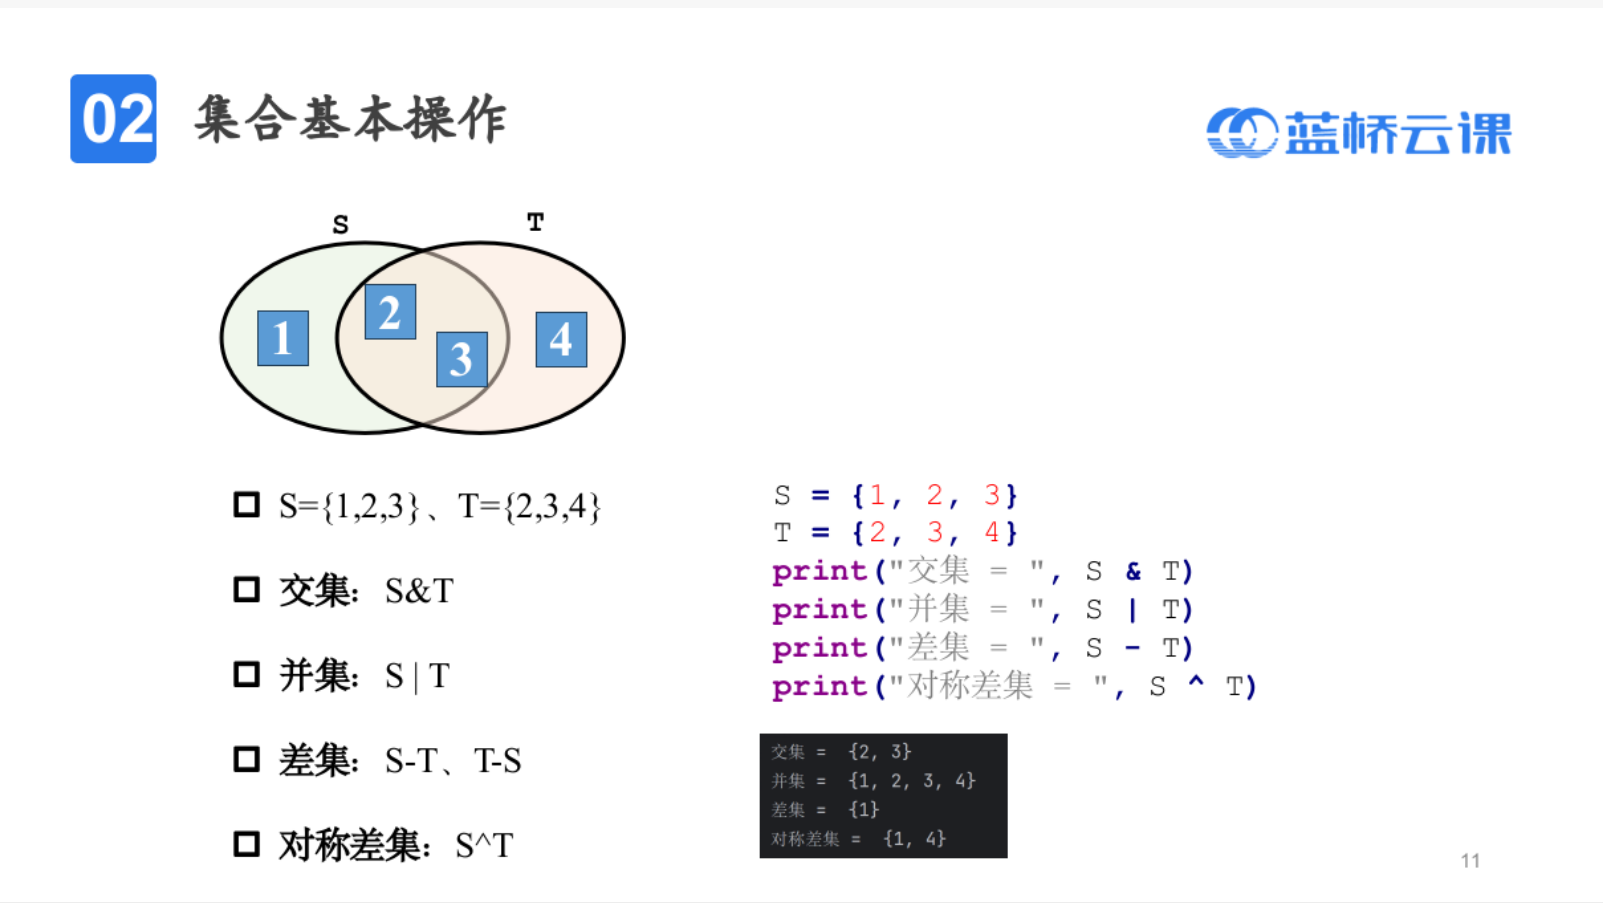 02 集合基本操作
蓝桥云课
S T
1 2 3 4
S={1,2,3}、T={2,3,4}
交集：S&T
并集：S | T
差集：S-T、T-S
对称差集：S^T
S = {1, 2, 3}
T = {2, 3, 4}
print("交集 = ", S & T)
print("并集 = ", S | T)
print("差集 = ", S - T)
print("对称差集 = ", S ^ T)
交集 =  {2, 3}
并集 =  {1, 2, 3, 4}
差集 =  {1}
对称差集 =  {1, 4}
11